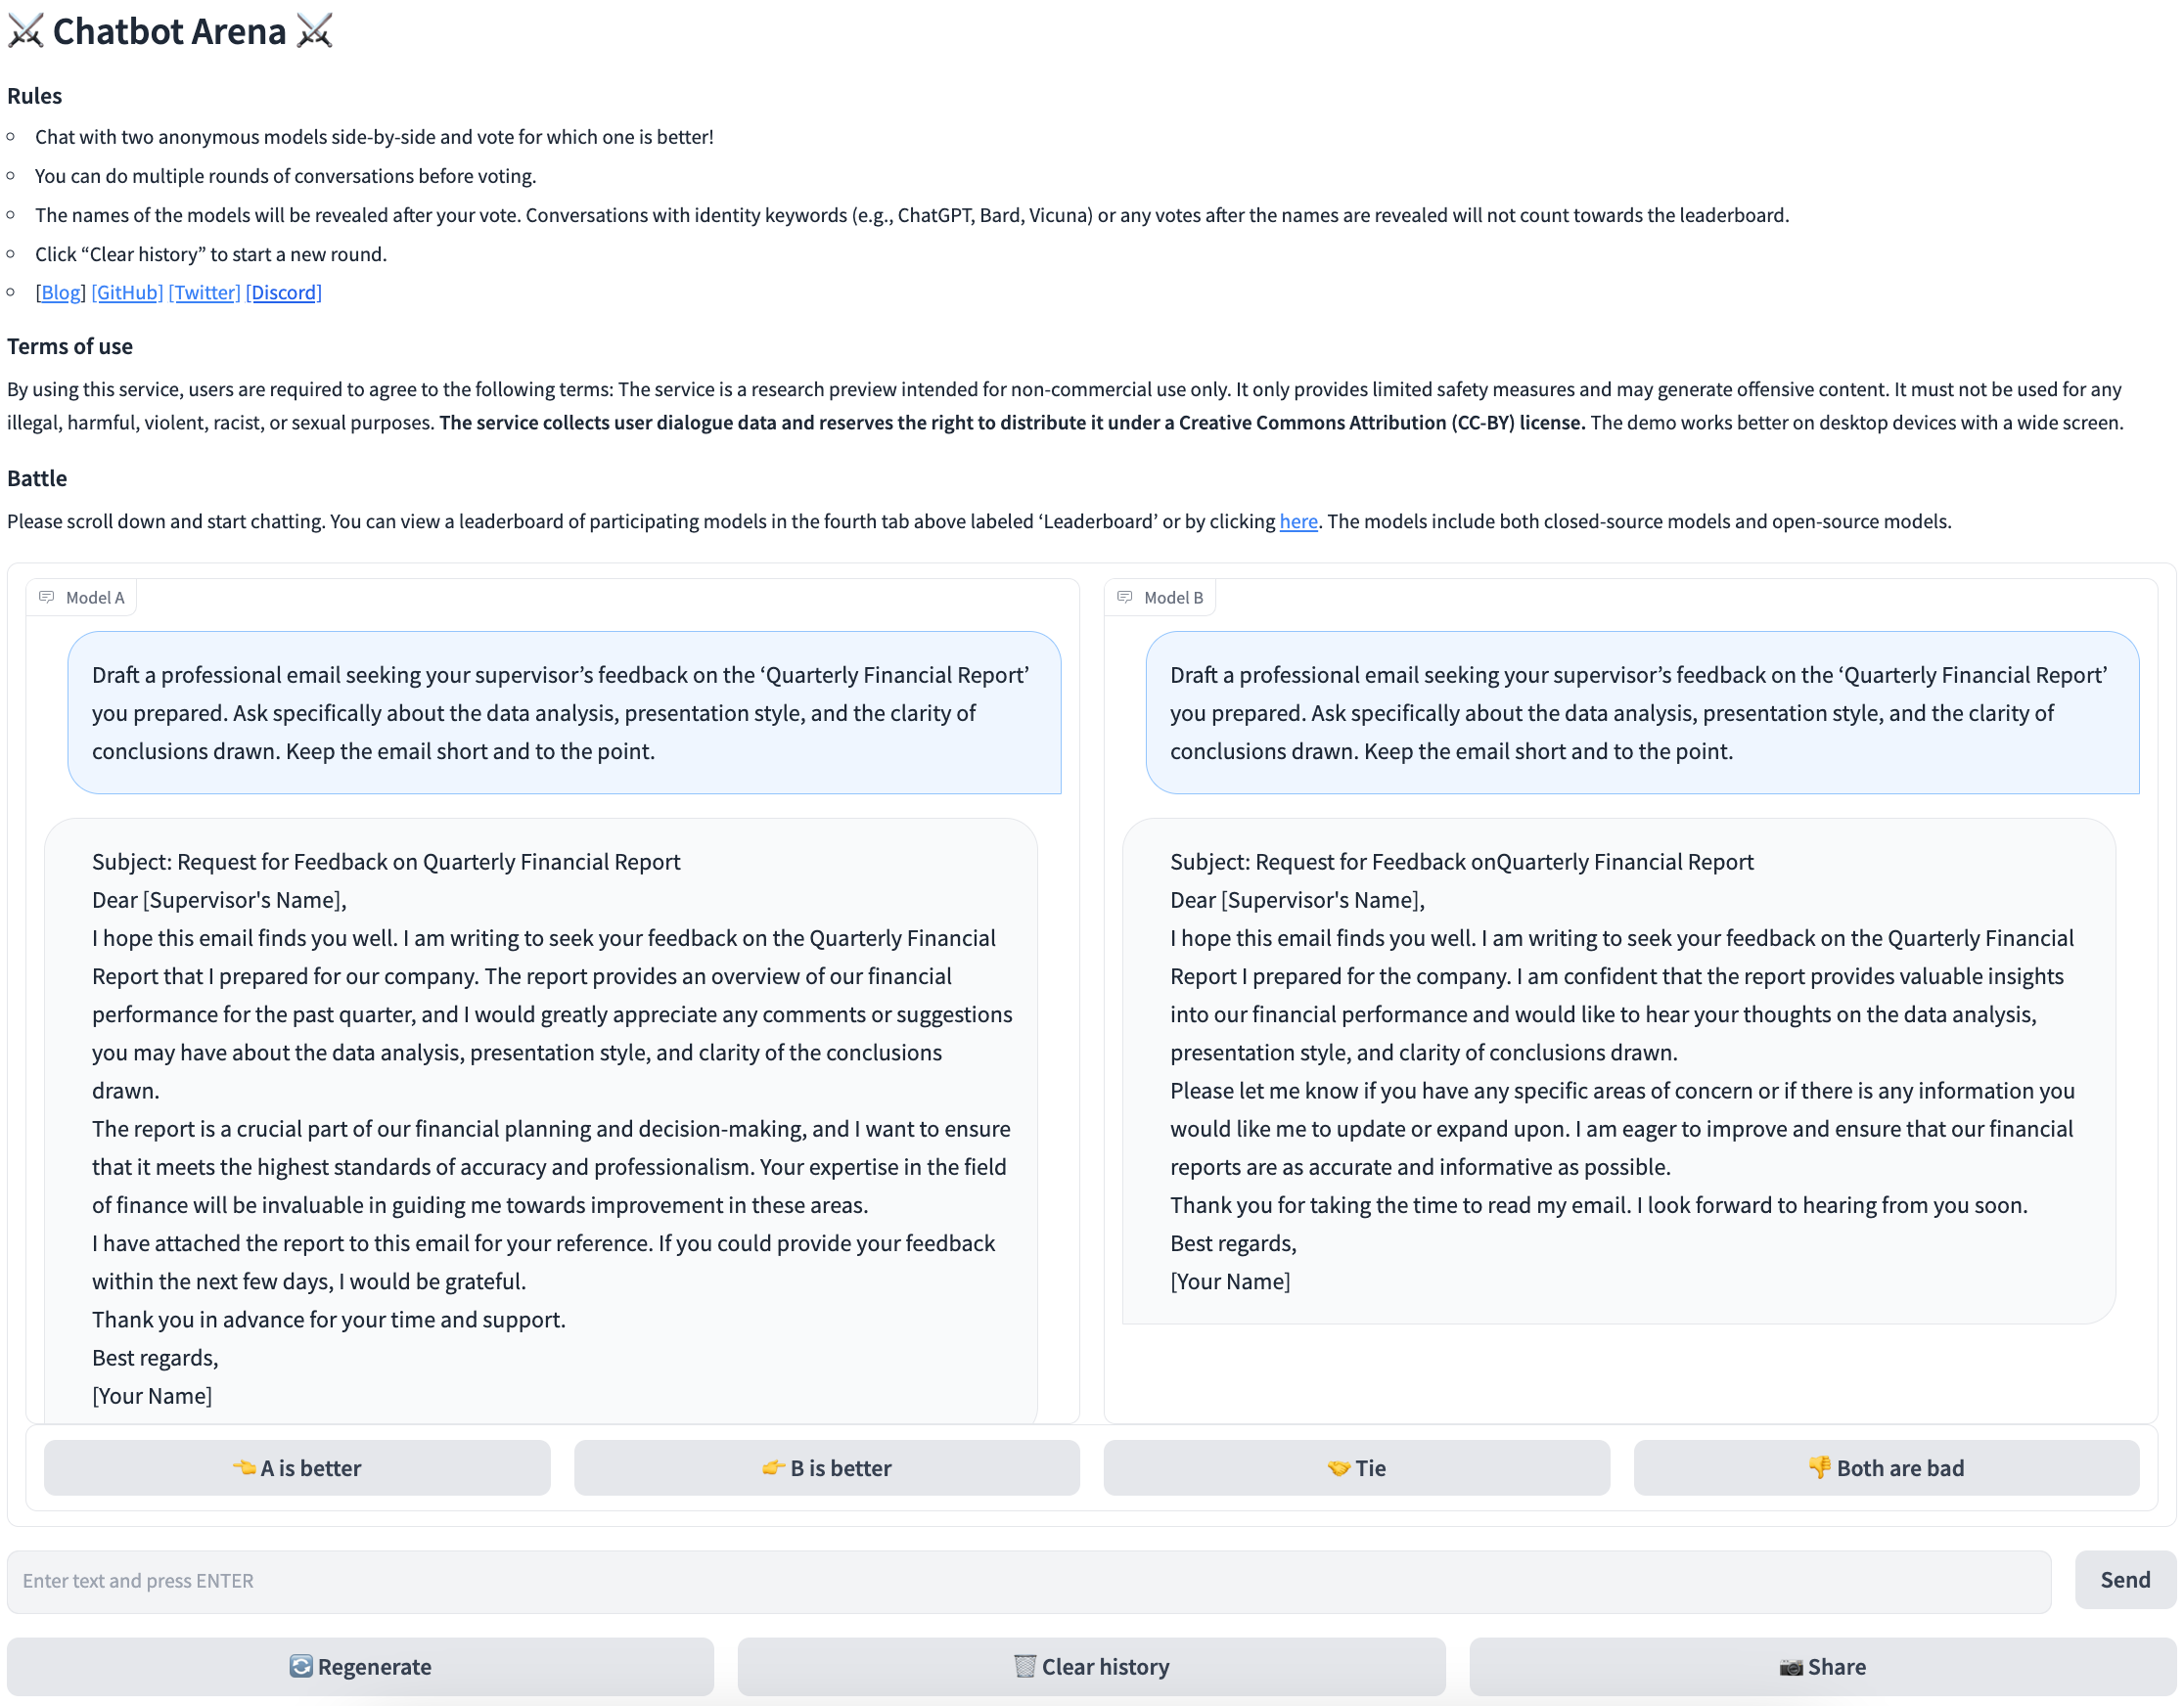 ⚔️ Chatbot Arena ⚔️
Rules
Chat with two anonymous models side-by-side and vote for which one is better!
You can do multiple rounds of conversations before voting.
The names of the models will be revealed after your vote. Conversations with identity keywords (e.g., ChatGPT, Bard, Vicuna) or any votes after the names are revealed will not count towards the leaderboard.
Click “Clear history” to start a new round.
[Blog] [GitHub] [Twitter] [Discord]
Terms of use
By using this service, users are required to agree to the following terms: The service is a research preview intended for non-commercial use only. It only provides limited safety measures and may generate offensive content. It must not be used for any
illegal, harmful, violent, racist, or sexual purposes. The service collects user dialogue data and reserves the right to distribute it under a Creative Commons Attribution (CC-BY) license. The demo works better on desktop devices with a wide screen.
Battle
Please scroll down and start chatting. You can view a leaderboard of participating models in the fourth tab above labeled ‘Leaderboard’ or by clicking here. The models include both closed-source models and open-source models.
Model A
Draft a professional email seeking your supervisor’s feedback on the ‘Quarterly Financial Report’
you prepared. Ask specifically about the data analysis, presentation style, and the clarity of
conclusions drawn. Keep the email short and to the point.
Subject: Request for Feedback on Quarterly Financial Report
Dear [Supervisor's Name],
I hope this email finds you well. I am writing to seek your feedback on the Quarterly Financial
Report that I prepared for our company. The report provides an overview of our financial
performance for the past quarter, and I would greatly appreciate any comments or suggestions
you may have about the data analysis, presentation style, and clarity of the conclusions
drawn.
The report is a crucial part of our financial planning and decision-making, and I want to ensure
that it meets the highest standards of accuracy and professionalism. Your expertise in the field
of finance will be invaluable in guiding me towards improvement in these areas.
I have attached the report to this email for your reference. If you could provide your feedback
within the next few days, I would be grateful.
Thank you in advance for your time and support.
Best regards,
[Your Name]
Model B
Draft a professional email seeking your supervisor’s feedback on the ‘Quarterly Financial Report’
you prepared. Ask specifically about the data analysis, presentation style, and the clarity of
conclusions drawn. Keep the email short and to the point.
Subject: Request for Feedback onQuarterly Financial Report
Dear [Supervisor's Name],
I hope this email finds you well. I am writing to seek your feedback on the Quarterly Financial
Report I prepared for the company. I am confident that the report provides valuable insights
into our financial performance and would like to hear your thoughts on the data analysis,
presentation style, and clarity of conclusions drawn.
Please let me know if you have any specific areas of concern or if there is any information you
would like me to update or expand upon. I am eager to improve and ensure that our financial
reports are as accurate and informative as possible.
Thank you for taking the time to read my email. I look forward to hearing from you soon.
Best regards,
[Your Name]
👈 A is better
👉 B is better
🤝 Tie
👎 Both are bad
Enter text and press ENTER
Send
🔄 Regenerate
🗑️ Clear history
📷 Share